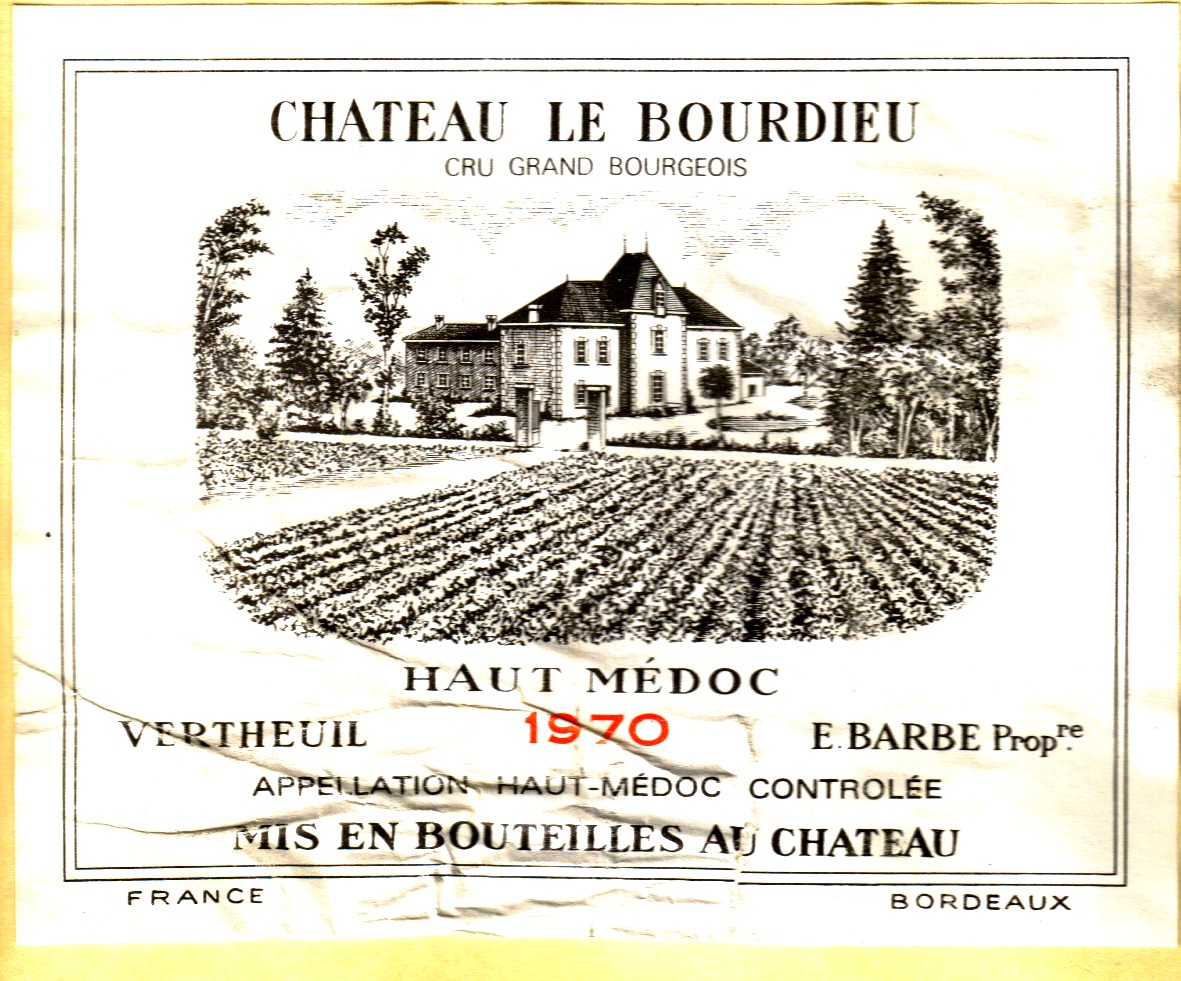 CHATEAU LE BOURDIEU
CRU GRAND BOURGEOIS
HAUT MÉDOC
VERTHEUIL 1970 E. BARBE Propre.
APPELLATION HAUT-MÉDOC CONTROLÉE
MIS EN BOUTEILLES AU CHATEAU
FRANCE BORDEAUX